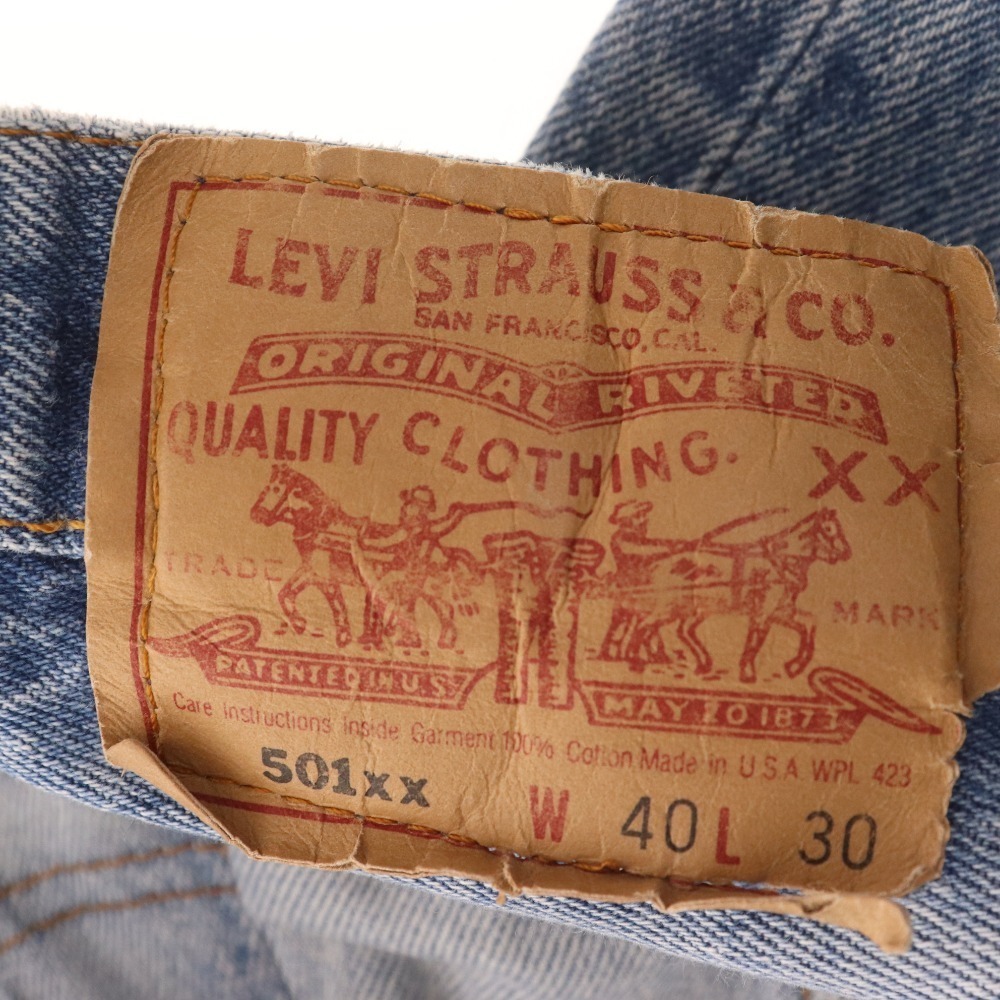 LEVI STRAUSS & CO.
SAN FRANCISCO, CAL.
ORIGINAL RIVETED
QUALITY CLOTHING.
XX
TRADE MARK
PATENTED IN U.S. MAY 20 1873
Care Instructions Inside Garment 100% Cotton Made in U S A WPL 423
501xx W 40 L 30